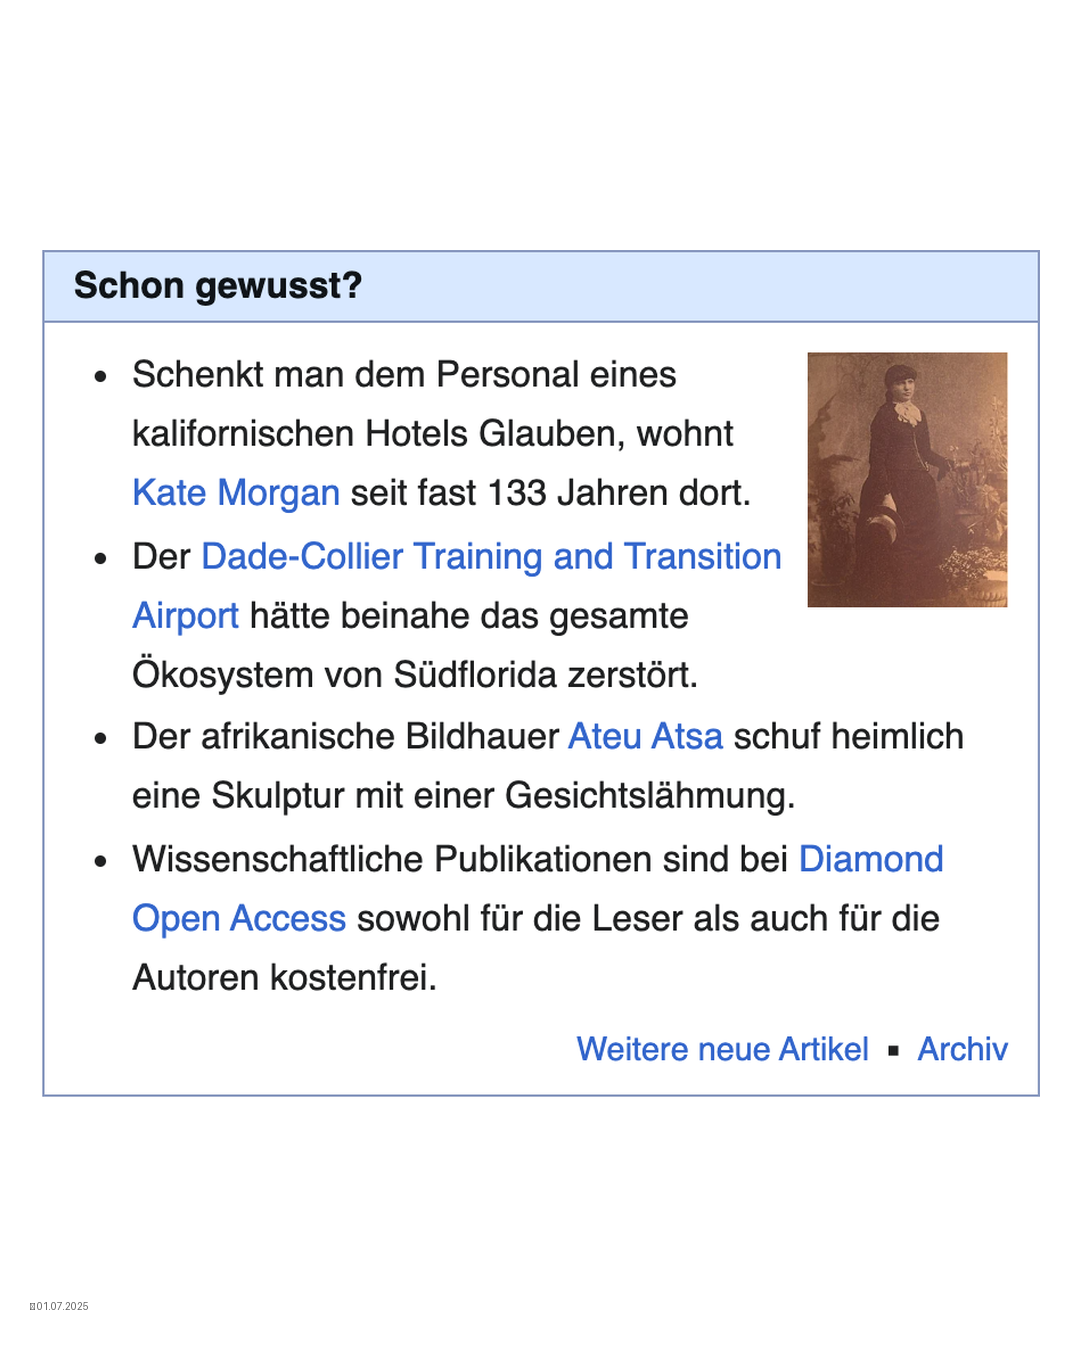 Schon gewusst?
Schenkt man dem Personal eines
kalifornischen Hotels Glauben, wohnt
Kate Morgan seit fast 133 Jahren dort.
Der Dade-Collier Training and Transition
Airport hätte beinahe das gesamte
Ökosystem von Südflorida zerstört.
Der afrikanische Bildhauer Ateu Atsa schuf heimlich
eine Skulptur mit einer Gesichtslähmung.
Wissenschaftliche Publikationen sind bei Diamond
Open Access sowohl für die Leser als auch für die
Autoren kostenfrei.
Weitere neue Artikel ▪ Archiv
01.07.2025